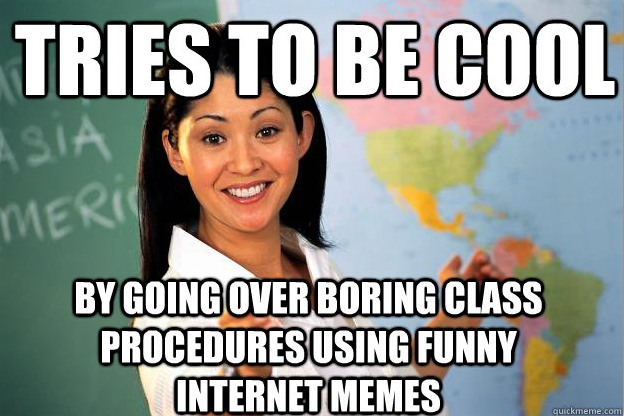 TRIES TO BE COOL
ASIA
BY GOING OVER BORING CLASS
PROCEDURES USING FUNNY
INTERNET MEMES
quickmeme.com